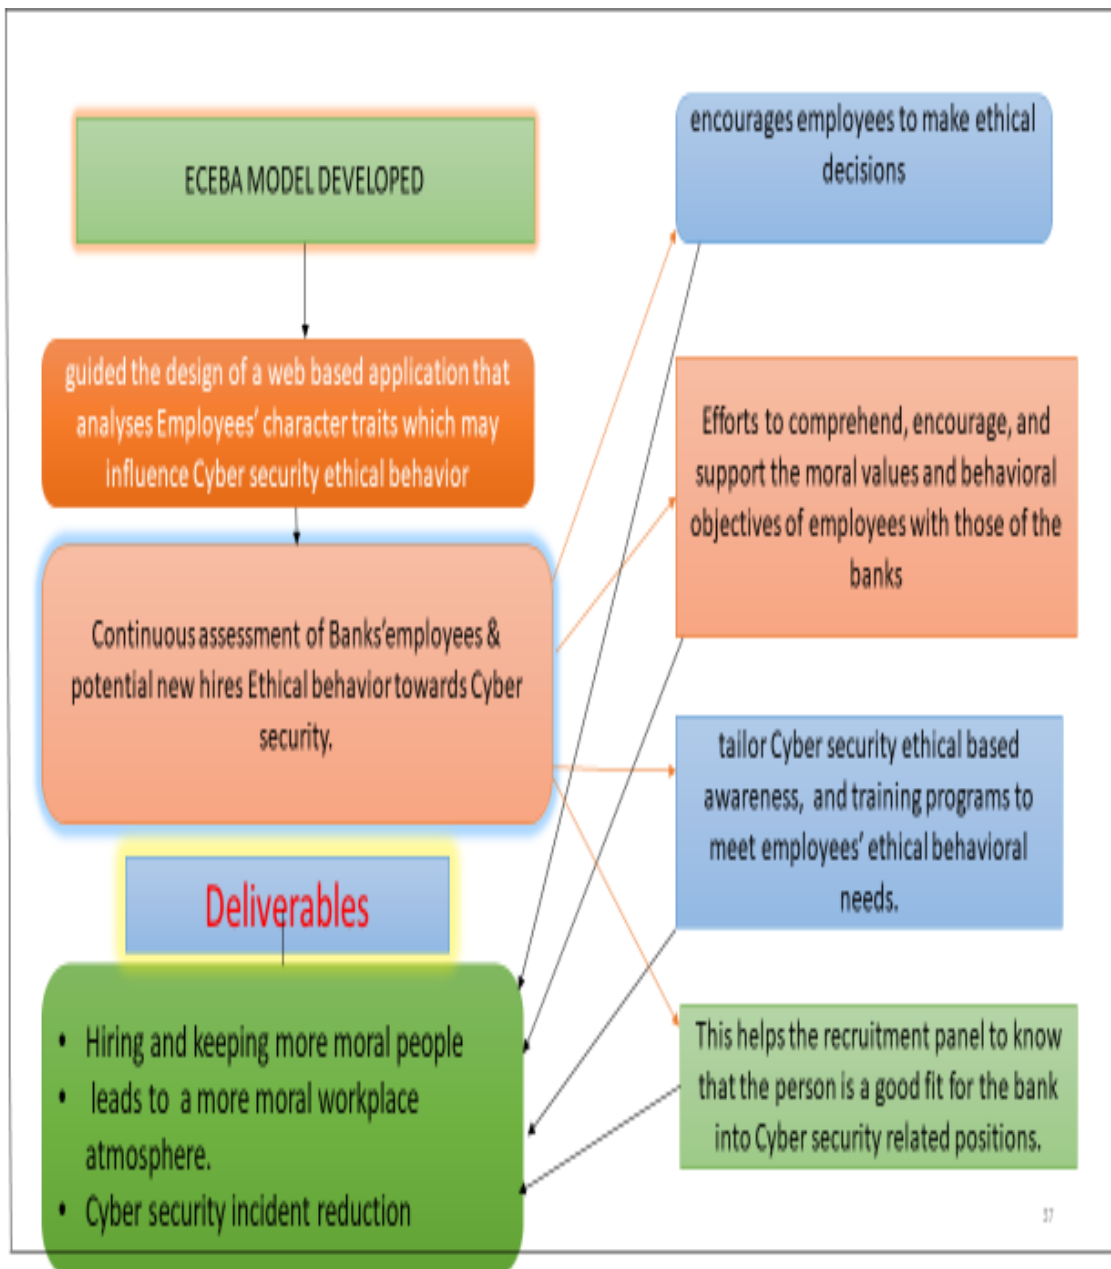 ECEBA MODEL DEVELOPED
guided the design of a web based application that
analyses Employees' character traits which may
influence Cyber security ethical behavior
Continuous assessment of Banks'employees &
potential new hires Ethical behavior towards Cyber
security.
Deliverables
• Hiring and keeping more moral people
• leads to a more moral workplace
atmosphere.
• Cyber security incident reduction
encourages employees to make ethical
decisions
Efforts to comprehend, encourage, and
support the moral values and behavioral
objectives of employees with those of the
banks
tailor Cyber security ethical based
awareness, and training programs to
meet employees' ethical behavioral
needs.
This helps the recruitment panel to know
that the person is a good fit for the bank
into Cyber security related positions.
37